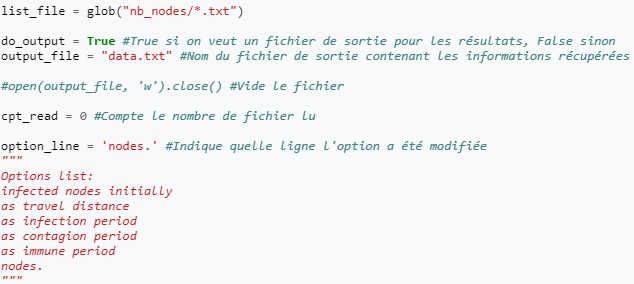 list_file = glob("nb_nodes/*.txt")
do_output = True #True si on veut un fichier de sortie pour les résultats, False sinon
output_file = "data.txt" #Nom du fichier de sortie contenant les informations récupérées
#open(output_file, 'w').close() #Vide le fichier
cpt_read = 0 #Compte le nombre de fichier lu
option_line = 'nodes.' #Indique quelle ligne l'option a été modifiée
"""
Options list:
infected nodes initially
as travel distance
as infection period
as contagion period
as immune period
nodes.
"""